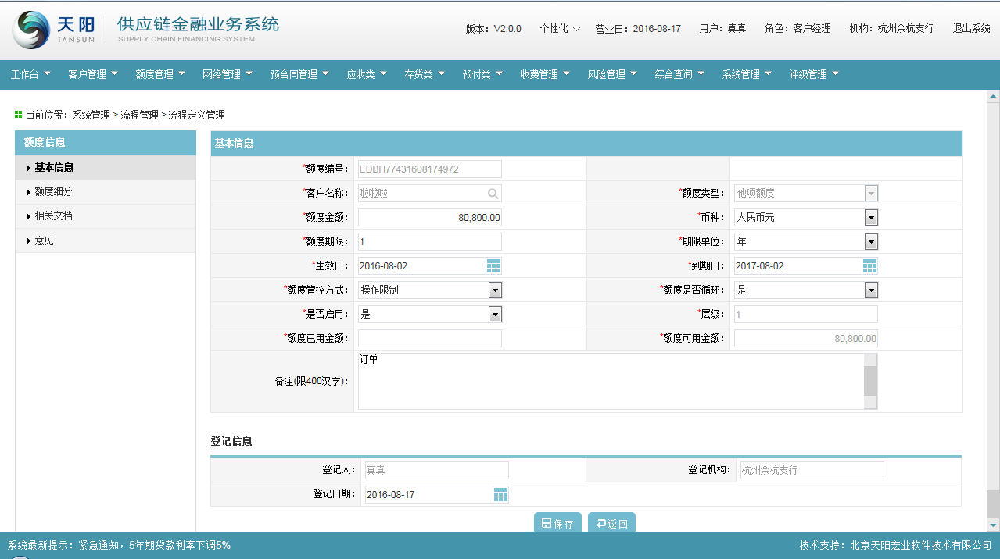 天阳 TANSUN 供应链金融业务系统 SUPPLY CHAIN FINANCING SYSTEM 版本：V2.0.0 个性化 营业日：2016-08-17 用户：真真 角色：客户经理 机构：杭州余杭支行 退出系统
工作台 客户管理 额度管理 网络管理 预合同管理 应收类 存货类 预付类 收费管理 风险管理 综合查询 系统管理 评级管理
当前位置：系统管理 > 流程管理 > 流程定义管理
额度信息
基本信息
额度细分
相关文档
意见
基本信息
*额度编号： EDBH77431608174972
*客户名称： 啦啦啦 *额度类型： 他项额度
*额度金额： 80,800.00 *币种： 人民币元
*额度期限： 1 *期限单位： 年
*生效日： 2016-08-02 *到期日： 2017-08-02
*额度管控方式： 操作限制 *额度是否循环： 是
*是否启用： 是 *层级： 1
*额度已用金额： *额度可用金额： 80,800.00
备注(限400汉字)： 订单
登记信息
登记人： 真真 登记机构： 杭州余杭支行
登记日期： 2016-08-17
保存 返回
系统最新提示：紧急通知，5年期贷款利率下调5% 技术支持：北京天阳宏业软件技术有限公司